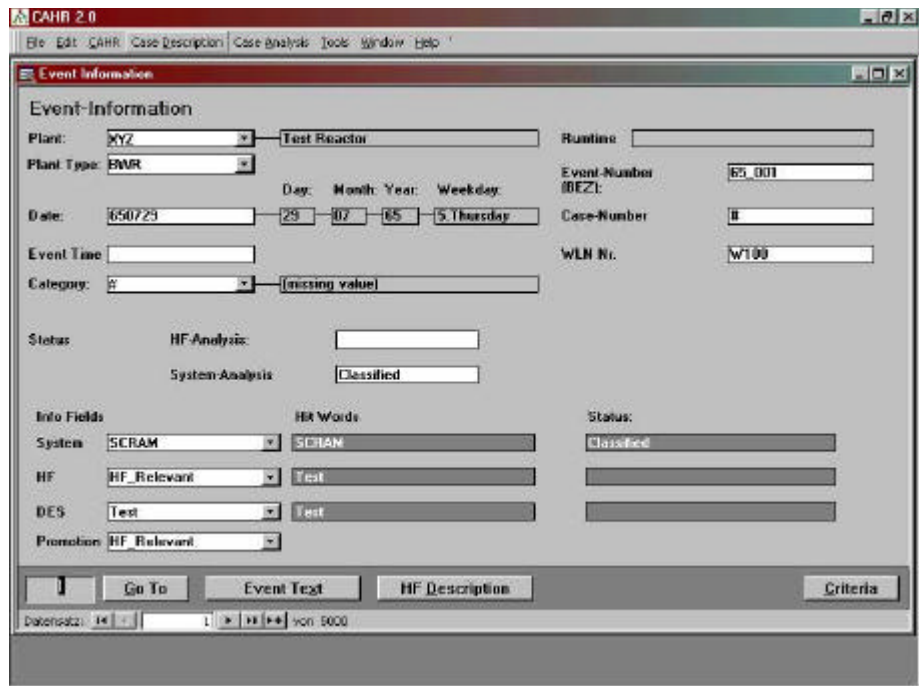 CAHR 2.0
File Edit CAHR Case Description Case Analysis Tools Window Help
Event Information
Event-Information
Plant: XYZ Test Reactor Runtime
Plant Type: BWR
Event-Number (BEZ): 65_001
Day: Month: Year: Weekday:
Date: 650729 29 07 65 5.Thursday Case-Number #
Event Time WLN Nr. W100
Category: # (missing value)
Status HF-Analysis:
System-Analysis Classified
Info Fields Hit Words Status:
System SCRAM SCRAM Classified
HF HF_Relevant Test
DES Test Test
Promotion HF_Relevant
Go To Event Text HF Description Criteria
Datensatz: 1 von 5000